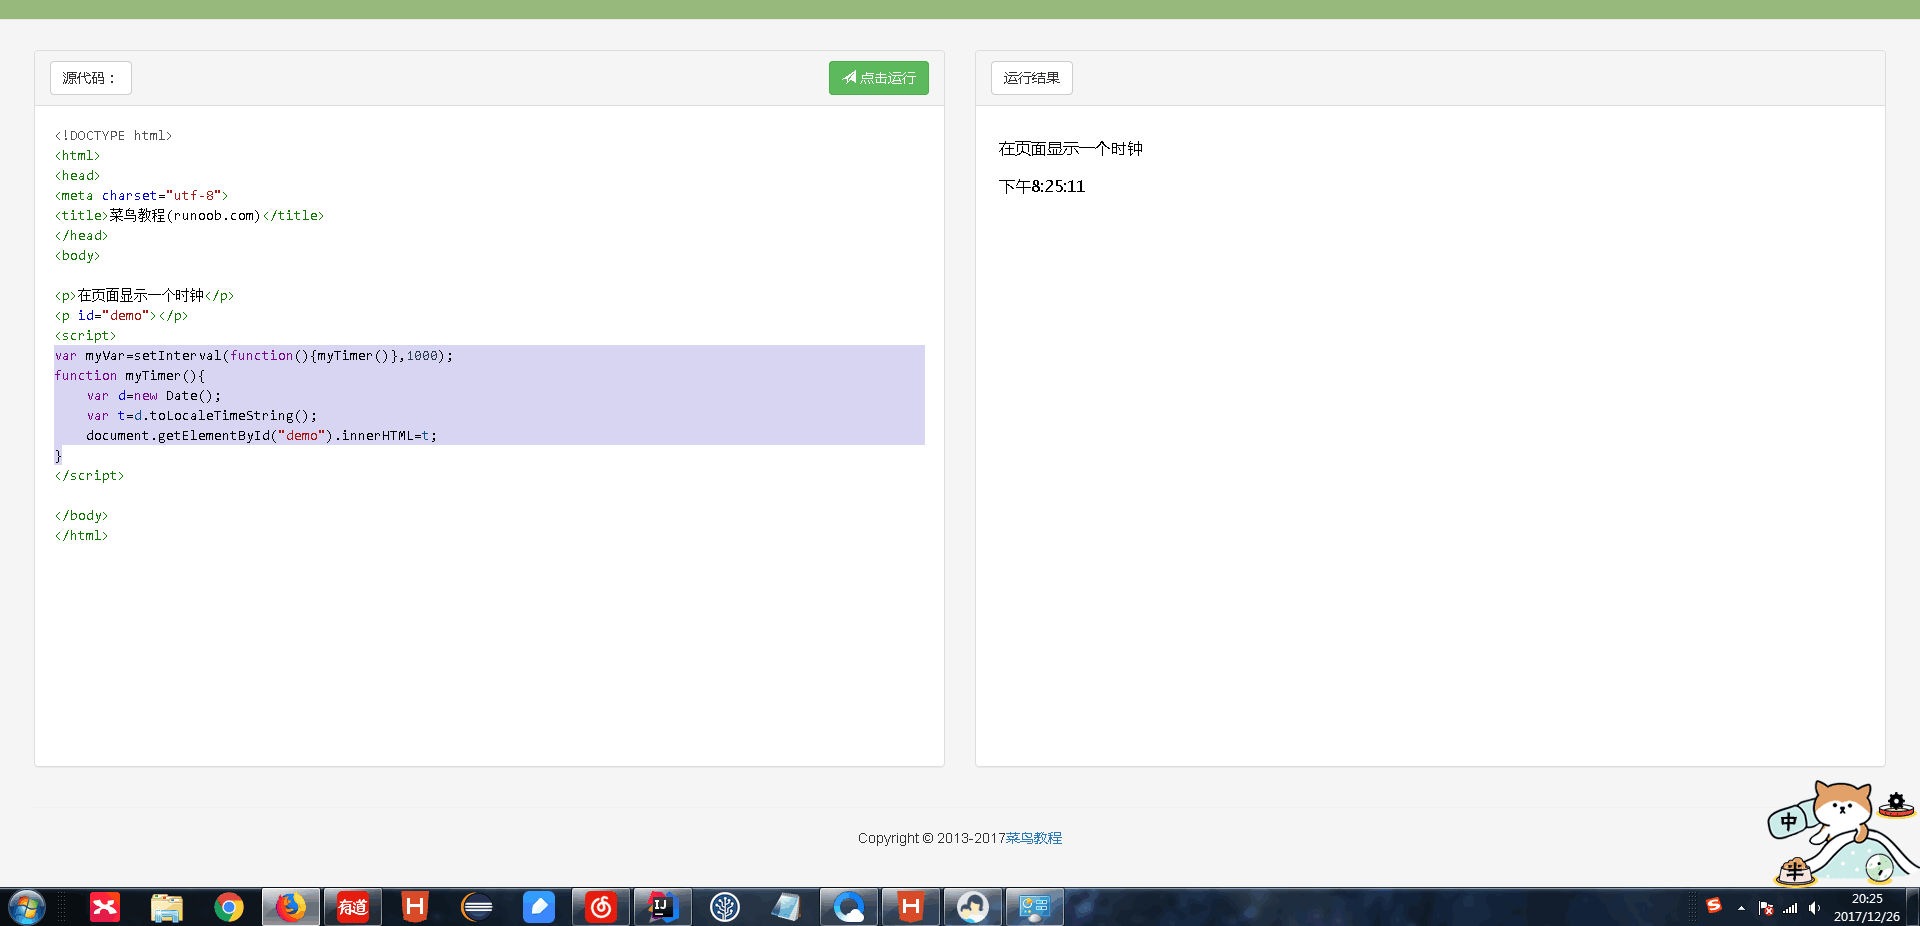 源代码：
点击运行
<!DOCTYPE html>
<html>
<head>
<meta charset="utf-8">
<title>菜鸟教程(runoob.com)</title>
</head>
<body>
<p>在页面显示一个时钟</p>
<p id="demo"></p>
<script>
var myVar=setInterval(function(){myTimer()},1000);
function myTimer(){
    var d=new Date();
    var t=d.toLocaleTimeString();
    document.getElementById("demo").innerHTML=t;
}
</script>
</body>
</html>
运行结果
在页面显示一个时钟
下午8:25:11
Copyright © 2013-2017菜鸟教程
中
半
有道
H
IJ
H
S
20:25
2017/12/26